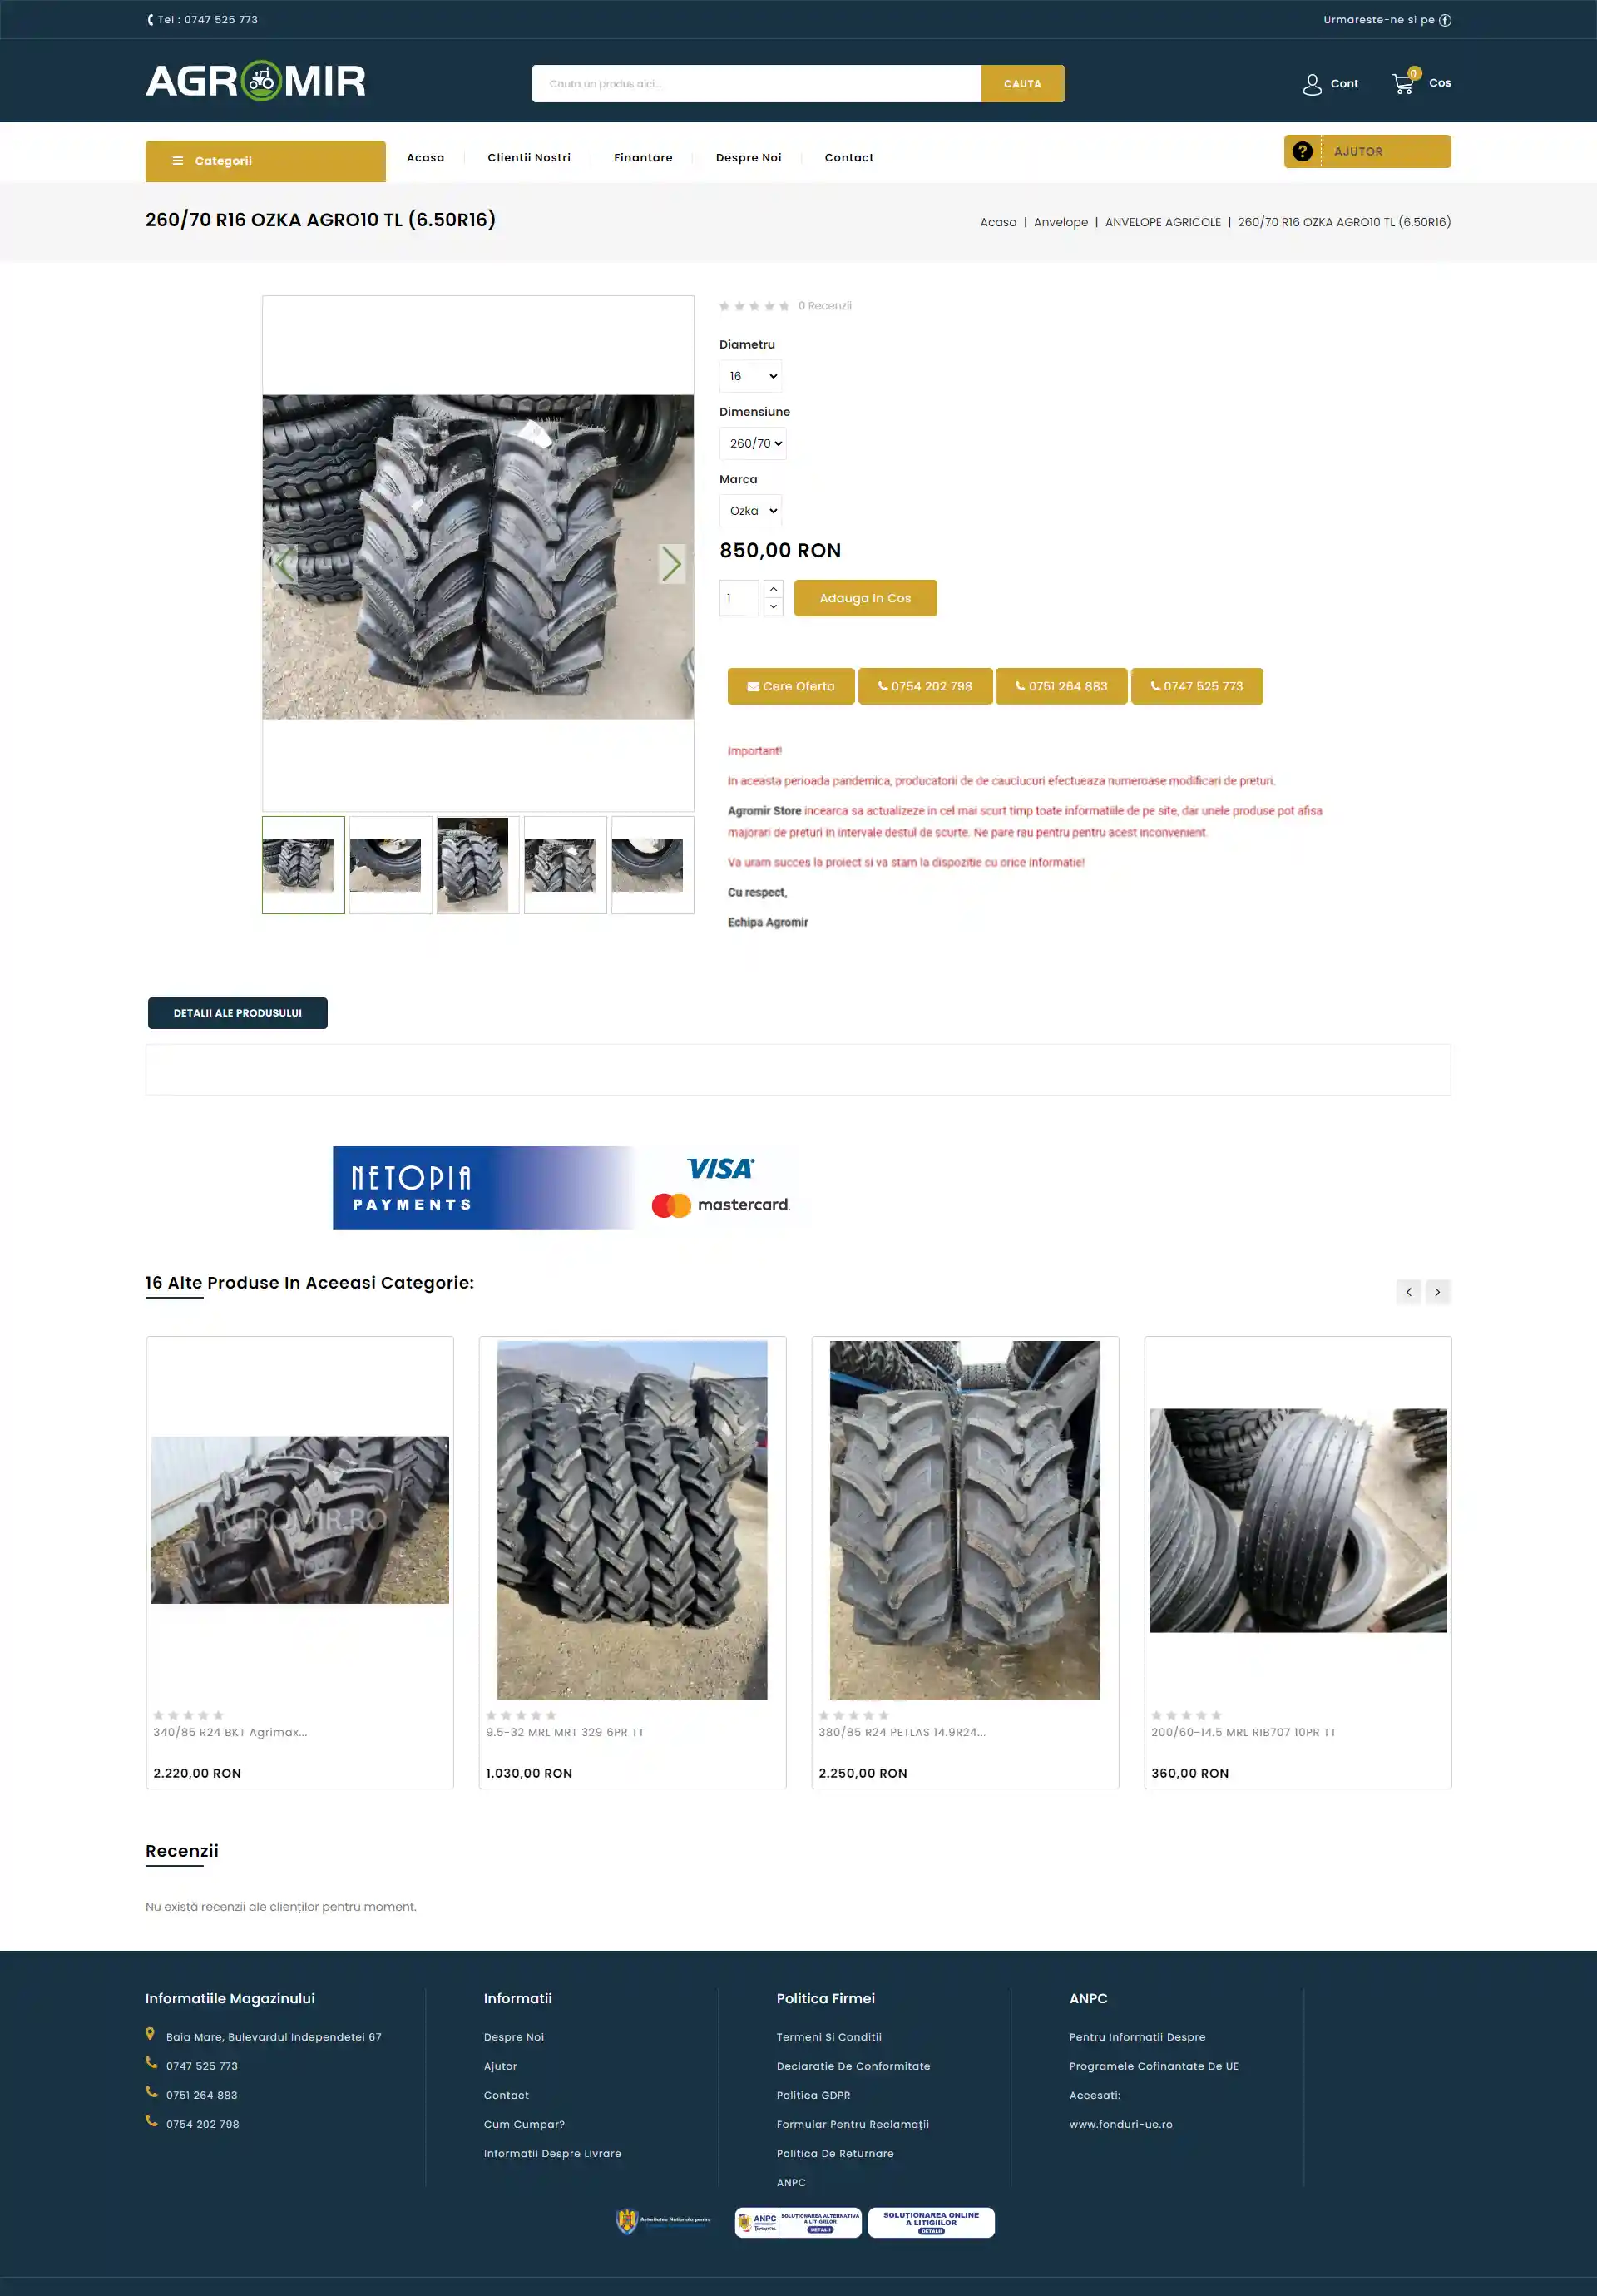 Tel : 0747 525 773
Urmareste-ne si pe
AGROMIR
Cauta un produs aici...
CAUTA
Cont
0
Cos
Categorii
Acasa
Clientii Nostri
Finantare
Despre Noi
Contact
? AJUTOR
260/70 R16 OZKA AGRO10 TL (6.50R16)
Acasa | Anvelope | ANVELOPE AGRICOLE | 260/70 R16 OZKA AGRO10 TL (6.50R16)
0 Recenzii
Diametru
16
Dimensiune
260/70
Marca
Ozka
850,00 RON
1
Adauga In Cos
Cere Oferta
0754 202 798
0751 264 883
0747 525 773
Important!
In aceasta perioada pandemica, producatorii de de cauciucuri efectueaza numeroase modificari de preturi.
Agromir Store incearca sa actualizeze in cel mai scurt timp toate informatiile de pe site, dar unele produse pot afisa
majorari de preturi in intervale destul de scurte. Ne pare rau pentru pentru acest inconvenient.
Va uram succes la proiect si va stam la dispozitie cu orice informatie!
Cu respect,
Echipa Agromir
DETALII ALE PRODUSULUI
NETOPIA
PAYMENTS
VISA
mastercard.
16 Alte Produse In Aceeasi Categorie:
AGROMIR.RO
340/85 R24 BKT Agrimax...
2.220,00 RON
9.5-32 MRL MRT 329 6PR TT
1.030,00 RON
380/85 R24 PETLAS 14.9R24...
2.250,00 RON
200/60-14.5 MRL RIB707 10PR TT
360,00 RON
Recenzii
Nu există recenzii ale clienților pentru moment.
Informatiile Magazinului
Baia Mare, Bulevardul Independetei 67
0747 525 773
0751 264 883
0754 202 798
Informatii
Despre Noi
Ajutor
Contact
Cum Cumpar?
Informatii Despre Livrare
Politica Firmei
Termeni Si Conditii
Declaratie De Conformitate
Politica GDPR
Formular Pentru Reclamații
Politica De Returnare
ANPC
ANPC
Pentru Informatii Despre
Programele Cofinantate De UE
Accesati:
www.fonduri-ue.ro
Autoritatea Nationala pentru
ANPC
SOLUȚIONAREA ALTERNATIVĂ
A LITIGIILOR
DETALII
SOLUȚIONAREA ONLINE
A LITIGIILOR
DETALII